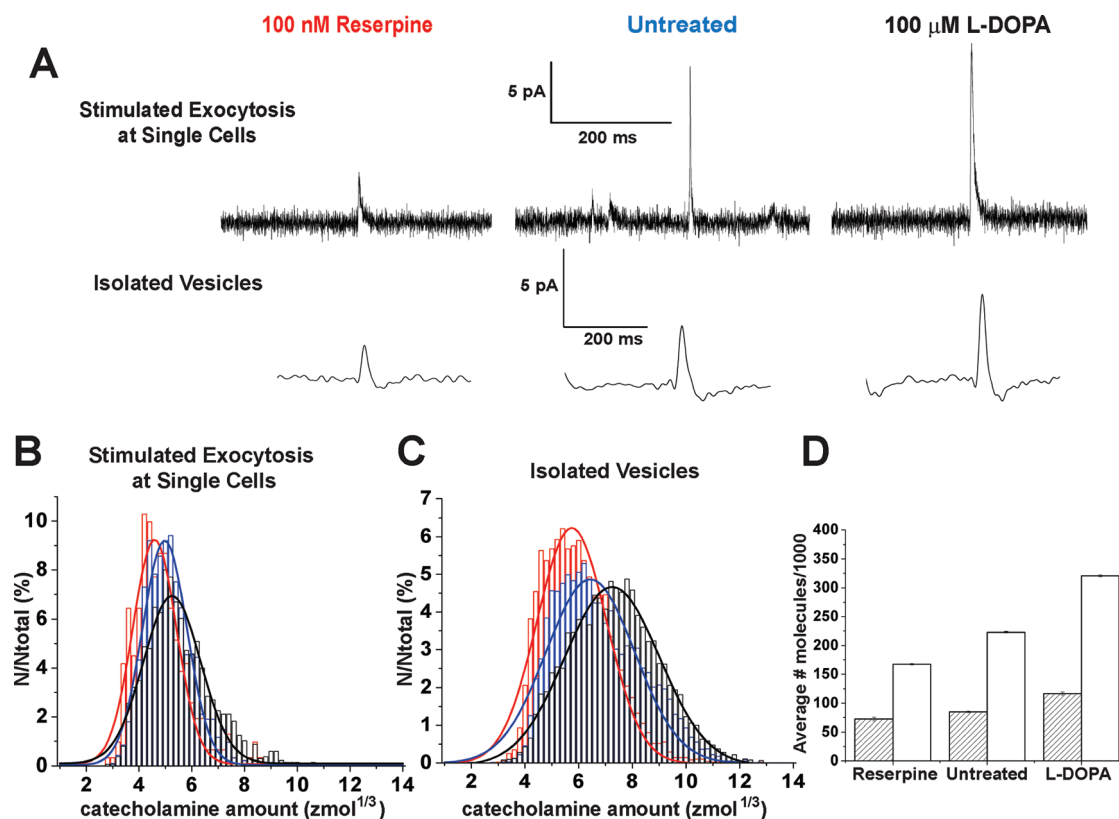 100 nM Reserpine
Untreated
100 μM L-DOPA
A
Stimulated Exocytosis
at Single Cells
5 pA
200 ms
Isolated Vesicles
5 pA
200 ms
B
Stimulated Exocytosis
at Single Cells
N/Ntotal (%)
10
8
6
4
2
0
2 4 6 8 10 12 14
catecholamine amount (zmol^1/3)
C
Isolated Vesicles
N/Ntotal (%)
7
6
5
4
3
2
1
0
2 4 6 8 10 12 14
catecholamine amount (zmol^1/3)
D
Average # molecules/1000
400
350
300
250
200
150
100
50
0
Reserpine Untreated L-DOPA